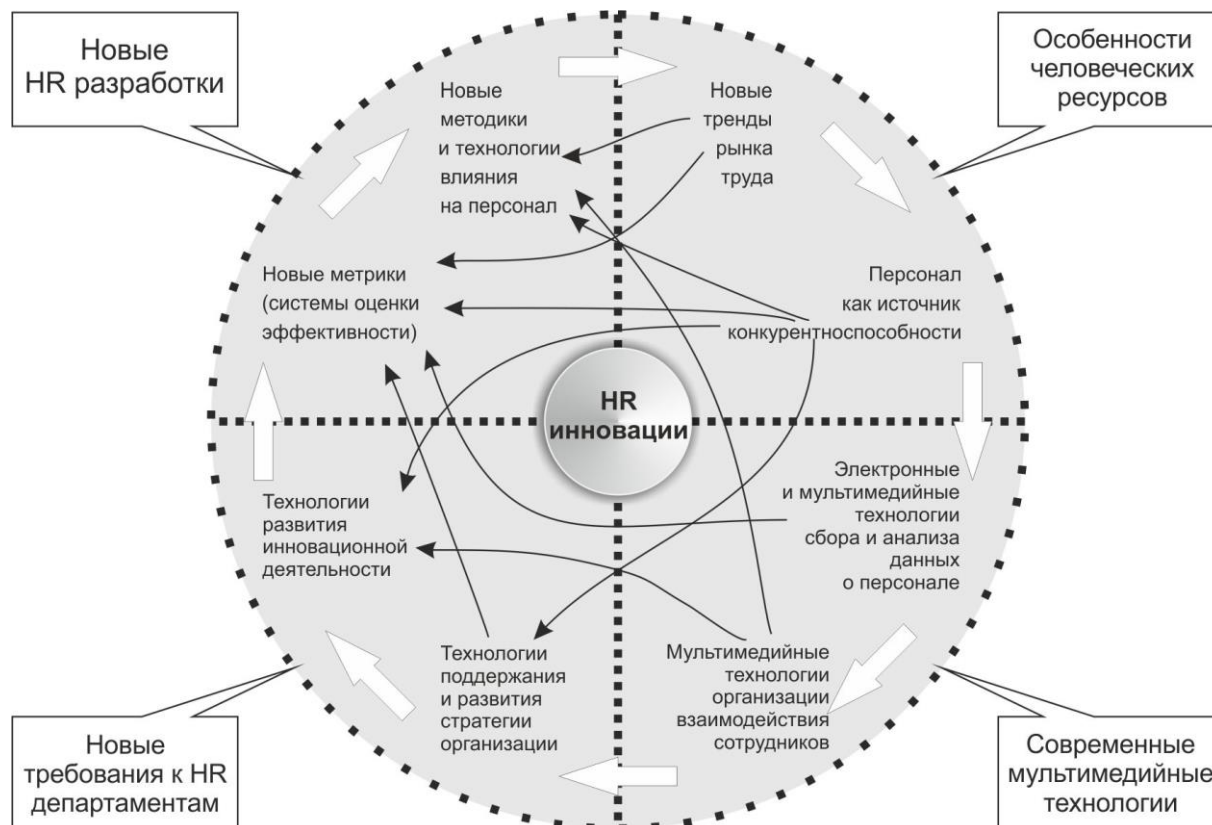 Новые
HR разработки
Особенности
человеческих
ресурсов
Новые
методики
и технологии
влияния
на персонал
Новые
тренды
рынка
труда
Новые метрики
(системы оценки
эффективности)
Персонал
как источник
конкурентноспособности
HR
инновации
Технологии
развития
инновационной
деятельности
Электронные
и мультимедийные
технологии
сбора и анализа
данных
о персонале
Технологии
поддержания
и развития
стратегии
организации
Мультимедийные
технологии
организации
взаимодействия
сотрудников
Новые
требования к HR
департаментам
Современные
мультимедийные
технологии